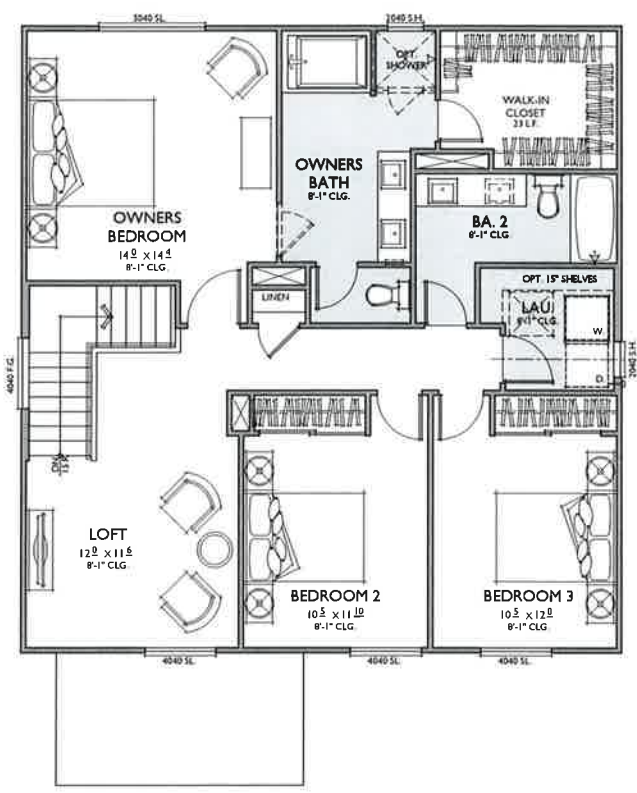 5040 SL.
2040 S.H.
OPT.
SHOWER
WALK-IN
CLOSET
23 L.F.
OWNERS
BATH
8'-1" CLG.
OWNERS
BEDROOM
14⁰ X 14⁴
8'-1" CLG.
BA. 2
8'-1" CLG.
OPT. 15" SHELVES
LINEN
LAU
W
D
4040 F.G.
2040 S.H.
DN
LOFT
12⁰ X 11⁶
8'-1" CLG.
BEDROOM 2
10⁵ X 11¹⁰
8'-1" CLG.
BEDROOM 3
10⁵ X 12⁰
8'-1" CLG.
4040 SL.
4040 SL.
4040 SL.